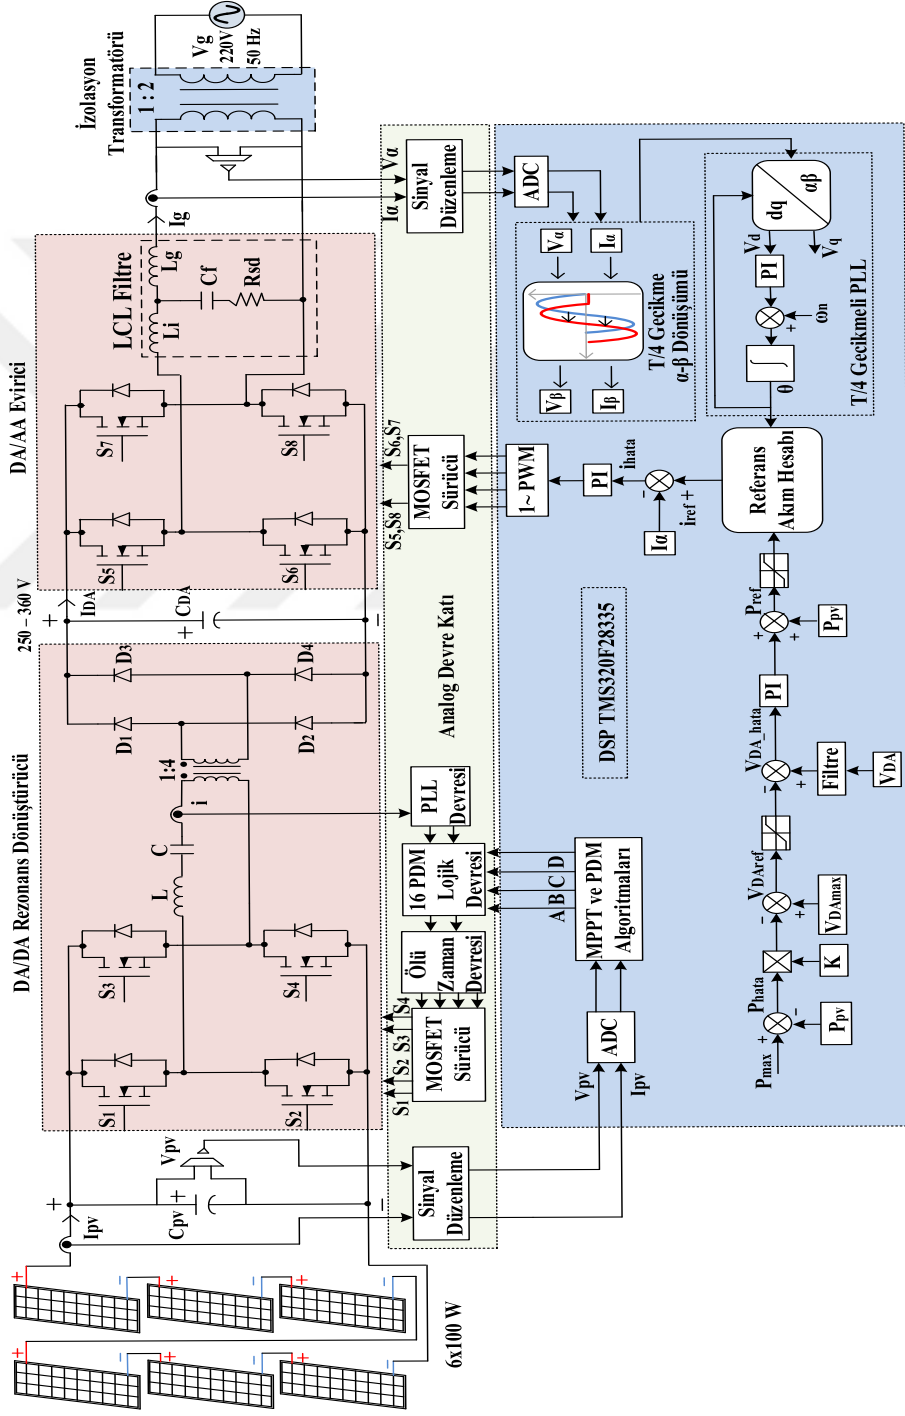 DA/DA Rezonans Dönüştürücü
250 – 360 V
DA/AA Evirici
İzolasyon
Transformatörü
1 : 2
Vg
220V
50 Hz
Ig
LCL Filtre
Li
Lg
Cf
Rsd
S7
S8
S5
S6
+
IDA
CDA
+
−
D1
D3
D2
D4
1:4
i
C
L
S3
S4
S1
S2
+
Ipv
Cpv
+
Vpv
−
+
−
+
−
+
−
+
−
+
−
+
−
6x100 W
Analog Devre Katı
Sinyal
Düzenleme
S1 S2 S3 S4
MOSFET
Sürücü
Ölü
Zaman
Devresi
16 PDM
Lojik
Devresi
PLL
Devresi
S5,S8
S6,S7
MOSFET
Sürücü
Iα
Vα
Sinyal
Düzenleme
Vpv
Ipv
ADC
MPPT ve PDM
Algoritmaları
A B C D
DSP TMS320F28335
1~ PWM
PI
ihata
−
Iα
iref +
ADC
Vα
Iα
Vβ
Iβ
T/4 Gecikme
α-β Dönüşümü
dq
αβ
Vd
Vq
PI
+
ωn
∫
θ
T/4 Gecikmeli PLL
Referans
Akım Hesabı
Pmax
+
−
Ppv
Phata
K
−
+
VDAmax
VDAref
−
+
Filtre
VDA
VDA_hata
PI
+
+
Ppv
Pref